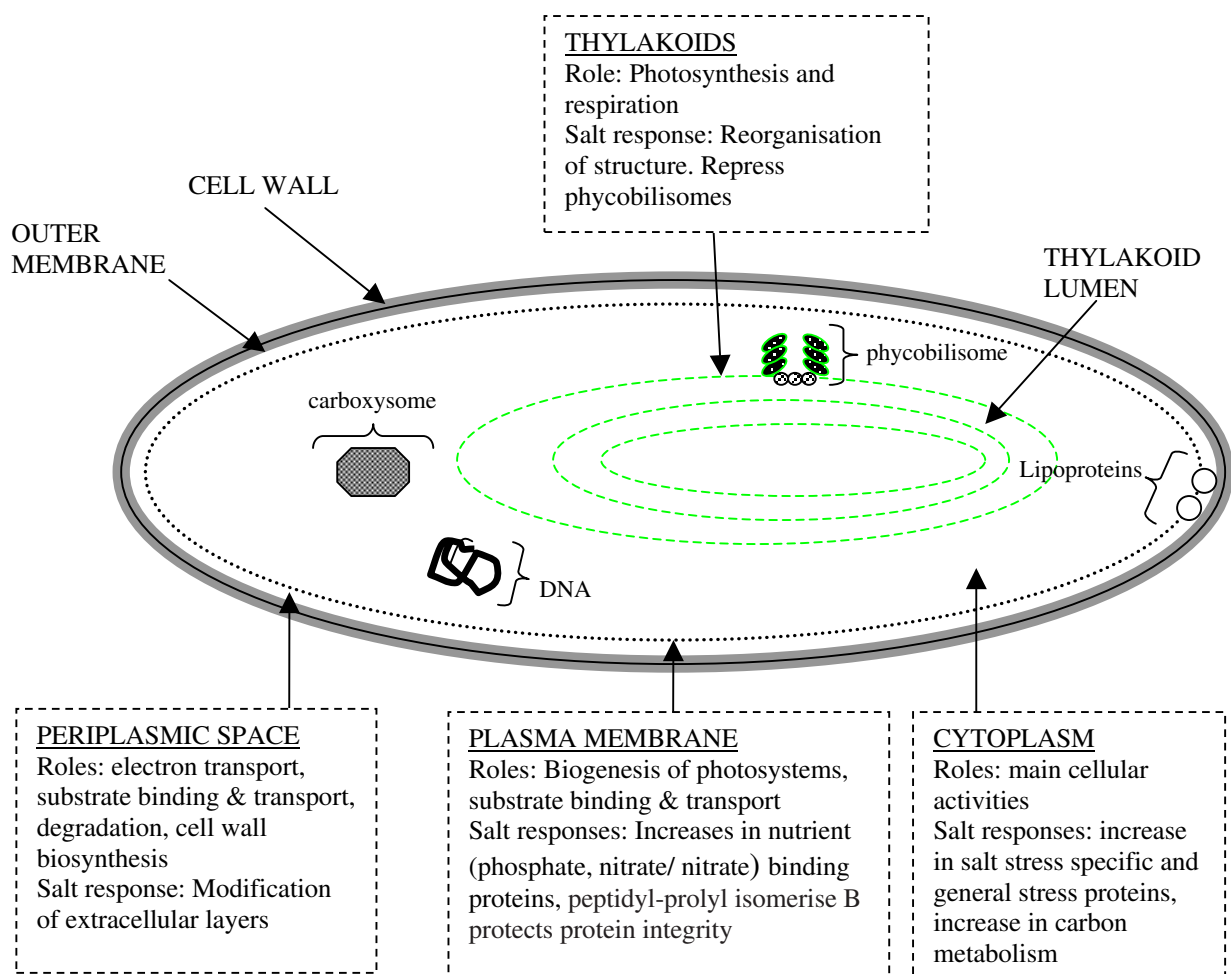 THYLAKOIDS
Role: Photosynthesis and
respiration
Salt response: Reorganisation
of structure. Repress
phycobilisomes
CELL WALL
OUTER
MEMBRANE
THYLAKOID
LUMEN
phycobilisome
carboxysome
Lipoproteins
DNA
PERIPLASMIC SPACE
Roles: electron transport,
substrate binding & transport,
degradation, cell wall
biosynthesis
Salt response: Modification
of extracellular layers
PLASMA MEMBRANE
Roles: Biogenesis of photosystems,
substrate binding & transport
Salt responses: Increases in nutrient
(phosphate, nitrate/ nitrate) binding
proteins, peptidyl-prolyl isomerise B
protects protein integrity
CYTOPLASM
Roles: main cellular
activities
Salt responses: increase
in salt stress specific and
general stress proteins,
increase in carbon
metabolism